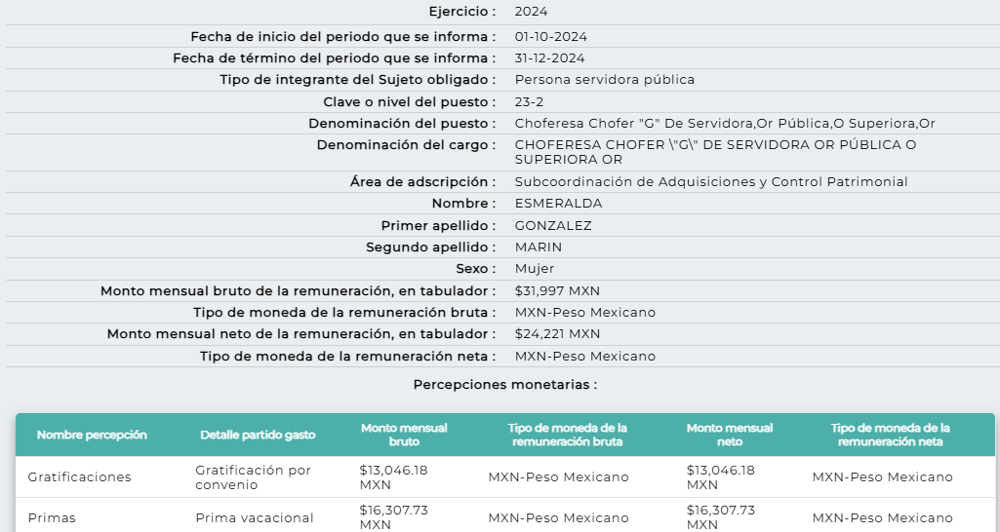 Ejercicio : 2024
Fecha de inicio del periodo que se informa : 01-10-2024
Fecha de término del periodo que se informa : 31-12-2024
Tipo de integrante del Sujeto obligado : Persona servidora pública
Clave o nivel del puesto : 23-2
Denominación del puesto : Choferesa Chofer "G" De Servidora,Or Pública,O Superiora,Or
Denominación del cargo : CHOFERESA CHOFER \"G\" DE SERVIDORA OR PÚBLICA O
SUPERIORA OR
Área de adscripción : Subcoordinación de Adquisiciones y Control Patrimonial
Nombre : ESMERALDA
Primer apellido : GONZALEZ
Segundo apellido : MARIN
Sexo : Mujer
Monto mensual bruto de la remuneración, en tabulador : $31,997 MXN
Tipo de moneda de la remuneración bruta : MXN-Peso Mexicano
Monto mensual neto de la remuneración, en tabulador : $24,221 MXN
Tipo de moneda de la remuneración neta : MXN-Peso Mexicano
Percepciones monetarias :
Nombre percepción Detalle partido gasto Monto mensual bruto Tipo de moneda de la remuneración bruta Monto mensual neto Tipo de moneda de la remuneración neta
Gratificaciones Gratificación por convenio $13,046.18 MXN MXN-Peso Mexicano $13,046.18 MXN MXN-Peso Mexicano
Primas Prima vacacional $16,307.73 MXN MXN-Peso Mexicano $16,307.73 MXN MXN-Peso Mexicano